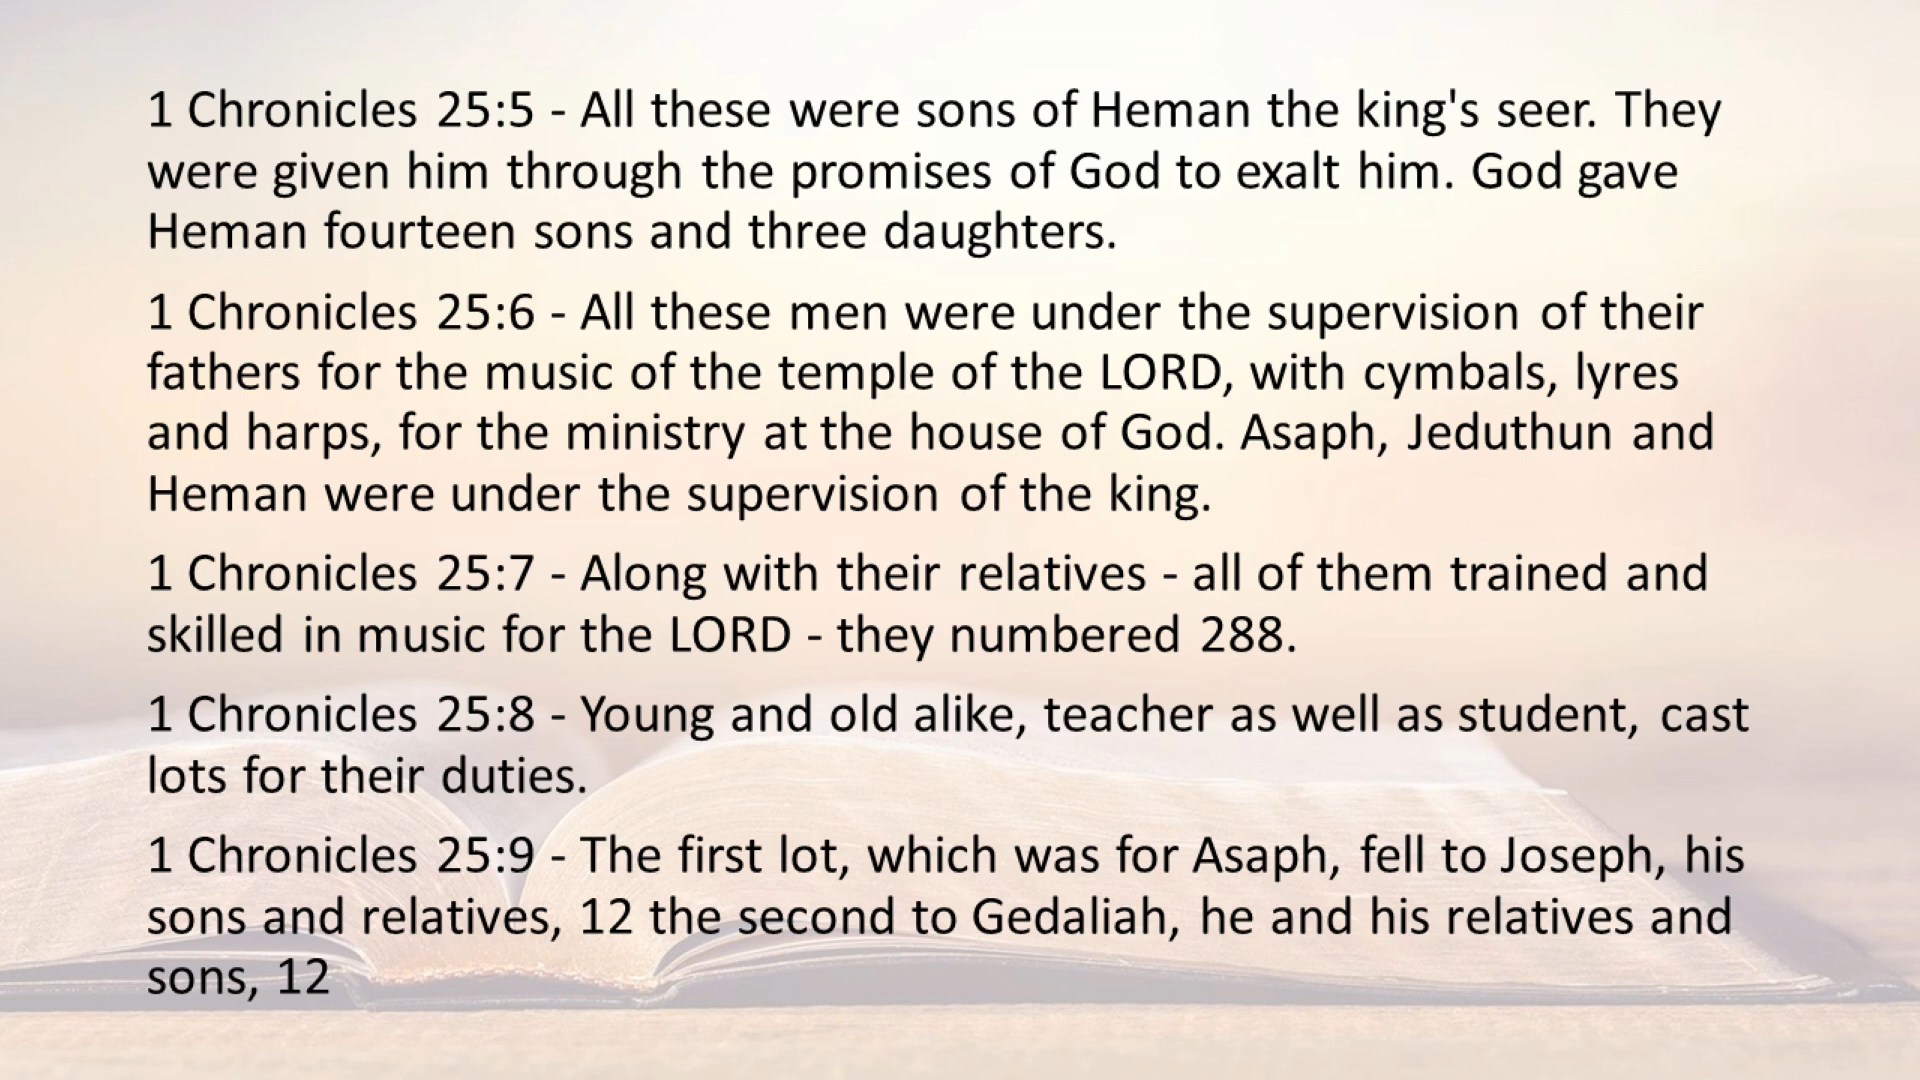 1 Chronicles 25:5 - All these were sons of Heman the king's seer. They
were given him through the promises of God to exalt him. God gave
Heman fourteen sons and three daughters.
1 Chronicles 25:6 - All these men were under the supervision of their
fathers for the music of the temple of the LORD, with cymbals, lyres
and harps, for the ministry at the house of God. Asaph, Jeduthun and
Heman were under the supervision of the king.
1 Chronicles 25:7 - Along with their relatives - all of them trained and
skilled in music for the LORD - they numbered 288.
1 Chronicles 25:8 - Young and old alike, teacher as well as student, cast
lots for their duties.
1 Chronicles 25:9 - The first lot, which was for Asaph, fell to Joseph, his
sons and relatives, 12 the second to Gedaliah, he and his relatives and
sons, 12